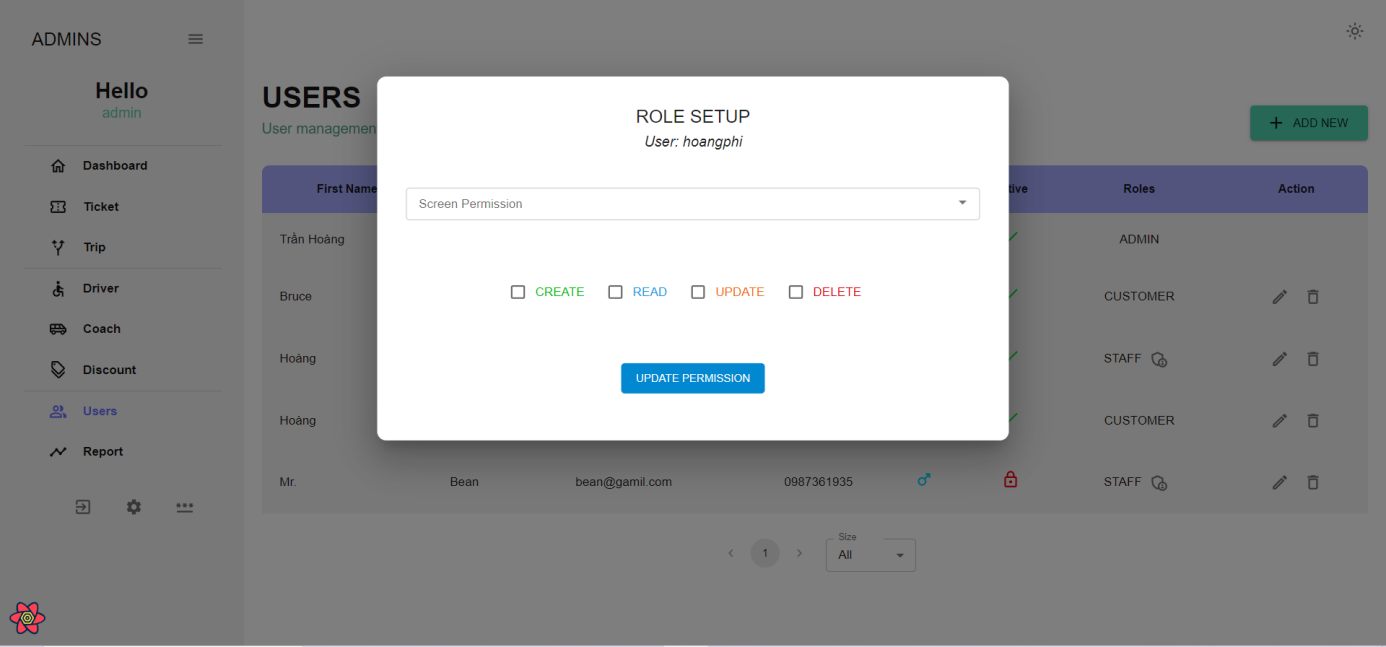 ADMINS
Hello
admin
Dashboard
Ticket
Trip
Driver
Coach
Discount
Users
Report
USERS
User managemen
ADD NEW
First Name
tive
Roles
Action
Trần Hoàng
ADMIN
Bruce
CUSTOMER
Hoàng
STAFF
Hoàng
CUSTOMER
Mr. Bean bean@gamil.com 0987361935 STAFF
1
Size
All
ROLE SETUP
User: hoangphi
Screen Permission
CREATE READ UPDATE DELETE
UPDATE PERMISSION